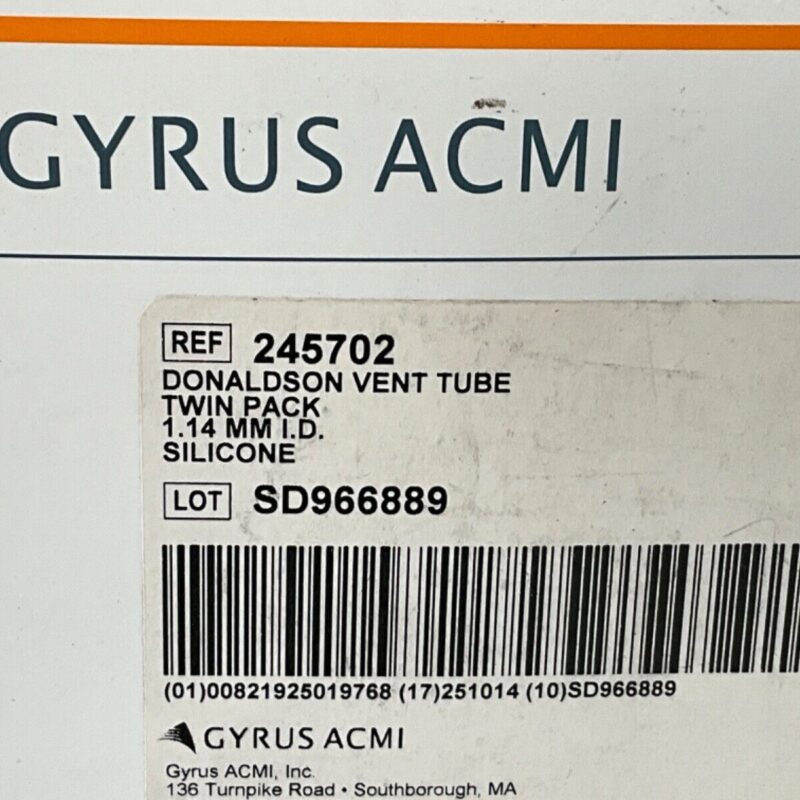 GYRUS ACMI
REF 245702
DONALDSON VENT TUBE
TWIN PACK
1.14 MM I.D.
SILICONE
LOT SD966889
(01)00821925019768 (17)251014 (10)SD966889
GYRUS ACMI
Gyrus ACMI, Inc.
136 Turnpike Road • Southborough, MA